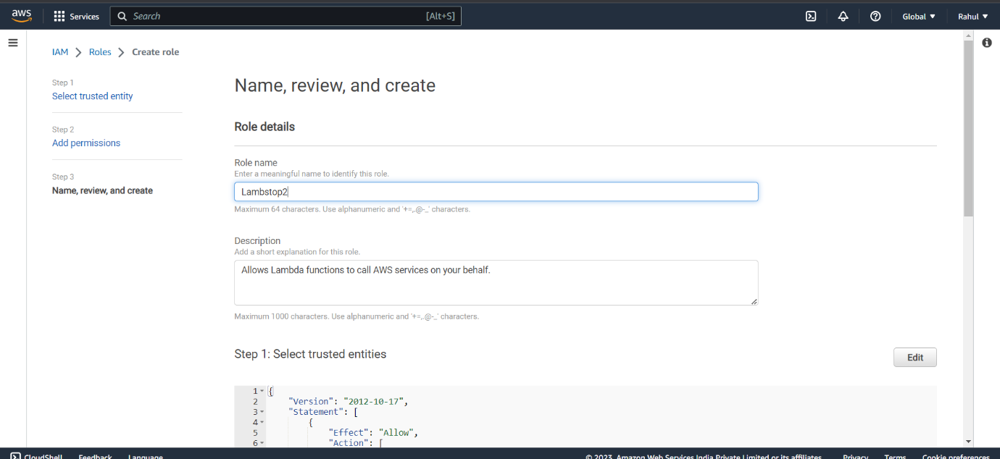 aws Services Search [Alt+S] Global Rahul
IAM Roles Create role
Step 1
Select trusted entity
Step 2
Add permissions
Step 3
Name, review, and create
Name, review, and create
Role details
Role name
Enter a meaningful name to identify this role.
Lambstop2
Maximum 64 characters. Use alphanumeric and '+=,.@-_' characters.
Description
Add a short explanation for this role.
Allows Lambda functions to call AWS services on your behalf.
Maximum 1000 characters. Use alphanumeric and '+=,.@-_' characters.
Step 1: Select trusted entities
Edit
1 {
2 "Version": "2012-10-17",
3 "Statement": [
4 {
5 "Effect": "Allow",
6 "Action": [
CloudShell Feedback Language © 2023, Amazon Web Services India Private Limited or its affiliates. Privacy Terms Cookie preferences